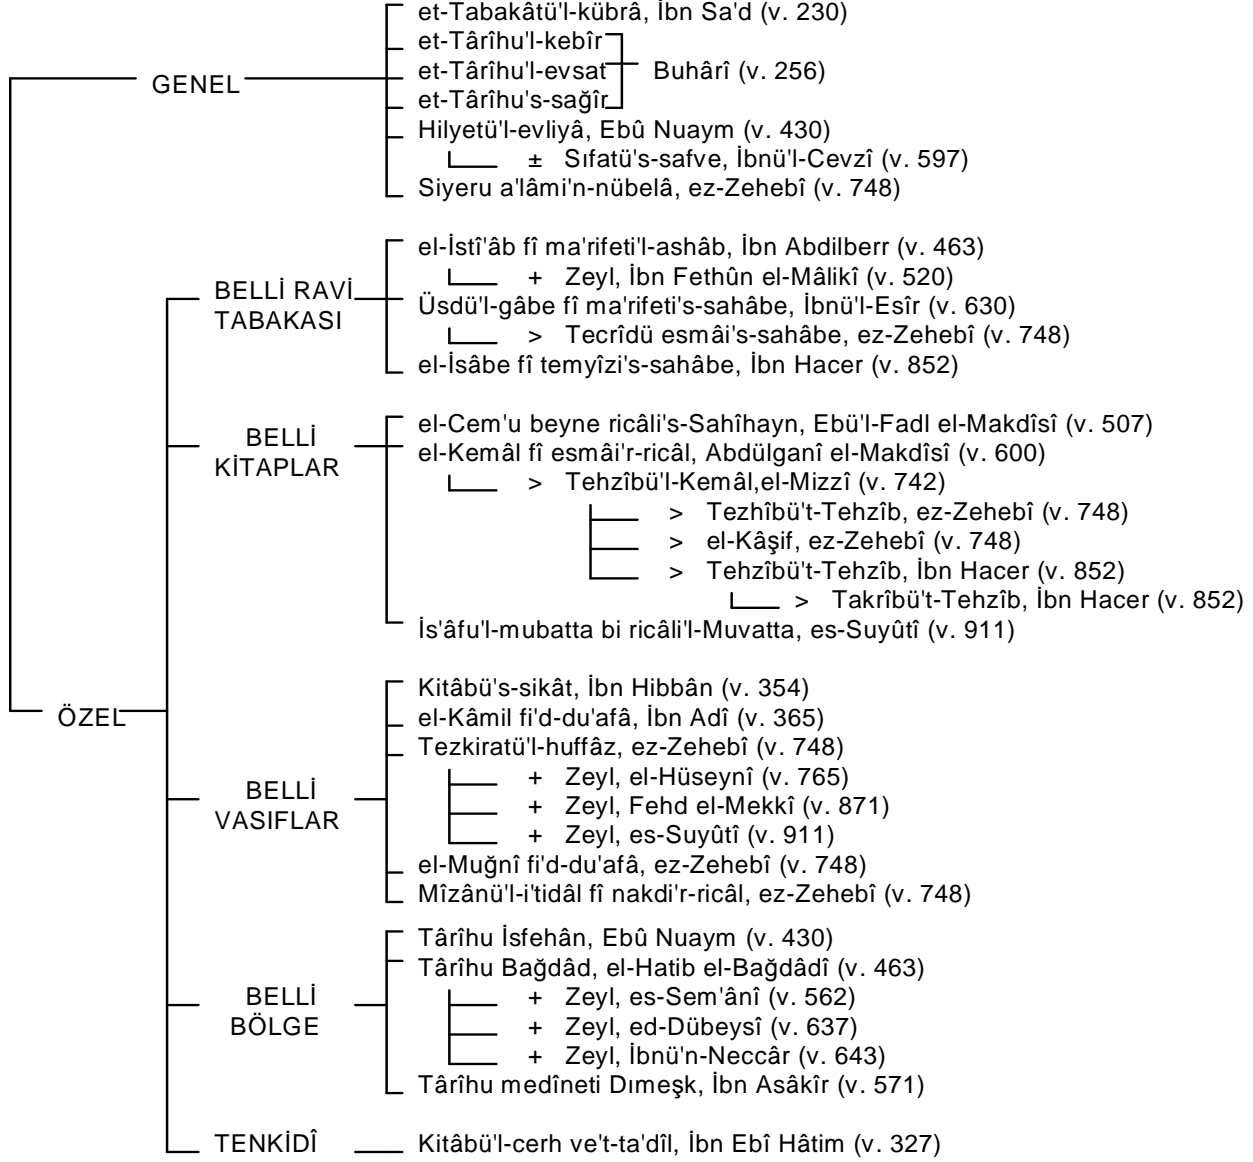 et-Tabakâtü'l-kübrâ, İbn Sa'd (v. 230)
et-Târîhu'l-kebîr
et-Târîhu'l-evsat
Buhârî (v. 256)
GENEL
et-Târîhu's-sağîr
Hilyetü'l-evliyâ, Ebû Nuaym (v. 430)
± Sıfatü's-safve, İbnü'l-Cevzî (v. 597)
Siyeru a'lâmi'n-nübelâ, ez-Zehebî (v. 748)
el-İstî'âb fî ma'rifeti'l-ashâb, İbn Abdilberr (v. 463)
+ Zeyl, İbn Fethûn el-Mâlikî (v. 520)
BELLİ RAVİ
TABAKASI
Üsdü'l-gâbe fî ma'rifeti's-sahâbe, İbnü'l-Esîr (v. 630)
> Tecrîdü esmâi's-sahâbe, ez-Zehebî (v. 748)
el-İsâbe fî temyîzi's-sahâbe, İbn Hacer (v. 852)
BELLİ
KİTAPLAR
el-Cem'u beyne ricâli's-Sahîhayn, Ebü'l-Fadl el-Makdîsî (v. 507)
el-Kemâl fî esmâi'r-ricâl, Abdülganî el-Makdîsî (v. 600)
> Tehzîbü'l-Kemâl,el-Mizzî (v. 742)
> Tezhîbü't-Tehzîb, ez-Zehebî (v. 748)
> el-Kâşif, ez-Zehebî (v. 748)
> Tehzîbü't-Tehzîb, İbn Hacer (v. 852)
> Takrîbü't-Tehzîb, İbn Hacer (v. 852)
İs'âfu'l-mubatta bi ricâli'l-Muvatta, es-Suyûtî (v. 911)
ÖZEL
Kitâbü's-sikât, İbn Hibbân (v. 354)
el-Kâmil fi'd-du'afâ, İbn Adî (v. 365)
Tezkiratü'l-huffâz, ez-Zehebî (v. 748)
+ Zeyl, el-Hüseynî (v. 765)
BELLİ
VASIFLAR
+ Zeyl, Fehd el-Mekkî (v. 871)
+ Zeyl, es-Suyûtî (v. 911)
el-Muğnî fi'd-du'afâ, ez-Zehebî (v. 748)
Mîzânü'l-i'tidâl fî nakdi'r-ricâl, ez-Zehebî (v. 748)
Târîhu İsfehân, Ebû Nuaym (v. 430)
Târîhu Bağdâd, el-Hatib el-Bağdâdî (v. 463)
BELLİ
BÖLGE
+ Zeyl, es-Sem'ânî (v. 562)
+ Zeyl, ed-Dübeysî (v. 637)
+ Zeyl, İbnü'n-Neccâr (v. 643)
Târîhu medîneti Dımeşk, İbn Asâkîr (v. 571)
TENKİDÎ
Kitâbü'l-cerh ve't-ta'dîl, İbn Ebî Hâtim (v. 327)